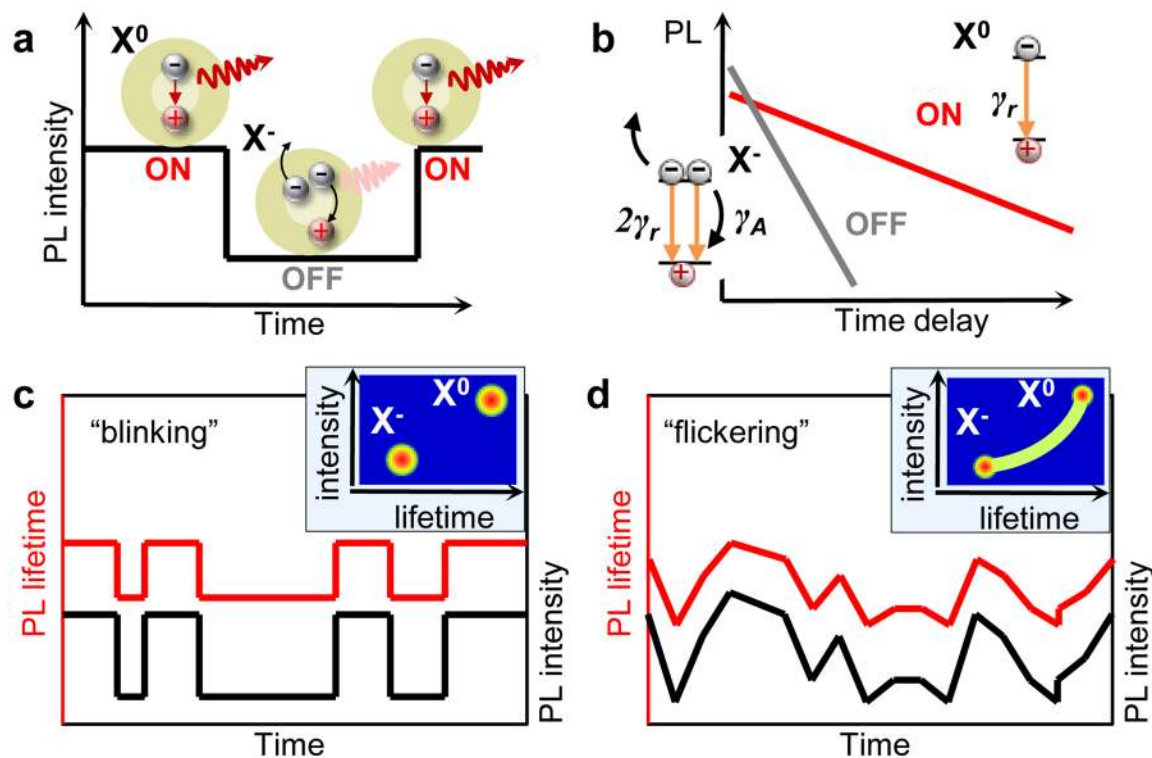 a
X⁰
−
+
ON
X⁻
−
−
+
OFF
−
+
ON
PL intensity
Time
b
PL
X⁰
−
γr
+
ON
X⁻
−
−
2γr
γA
+
OFF
Time delay
c
"blinking"
X⁰
X⁻
intensity
lifetime
PL lifetime
PL intensity
Time
d
"flickering"
X⁰
X⁻
intensity
lifetime
PL lifetime
PL intensity
Time